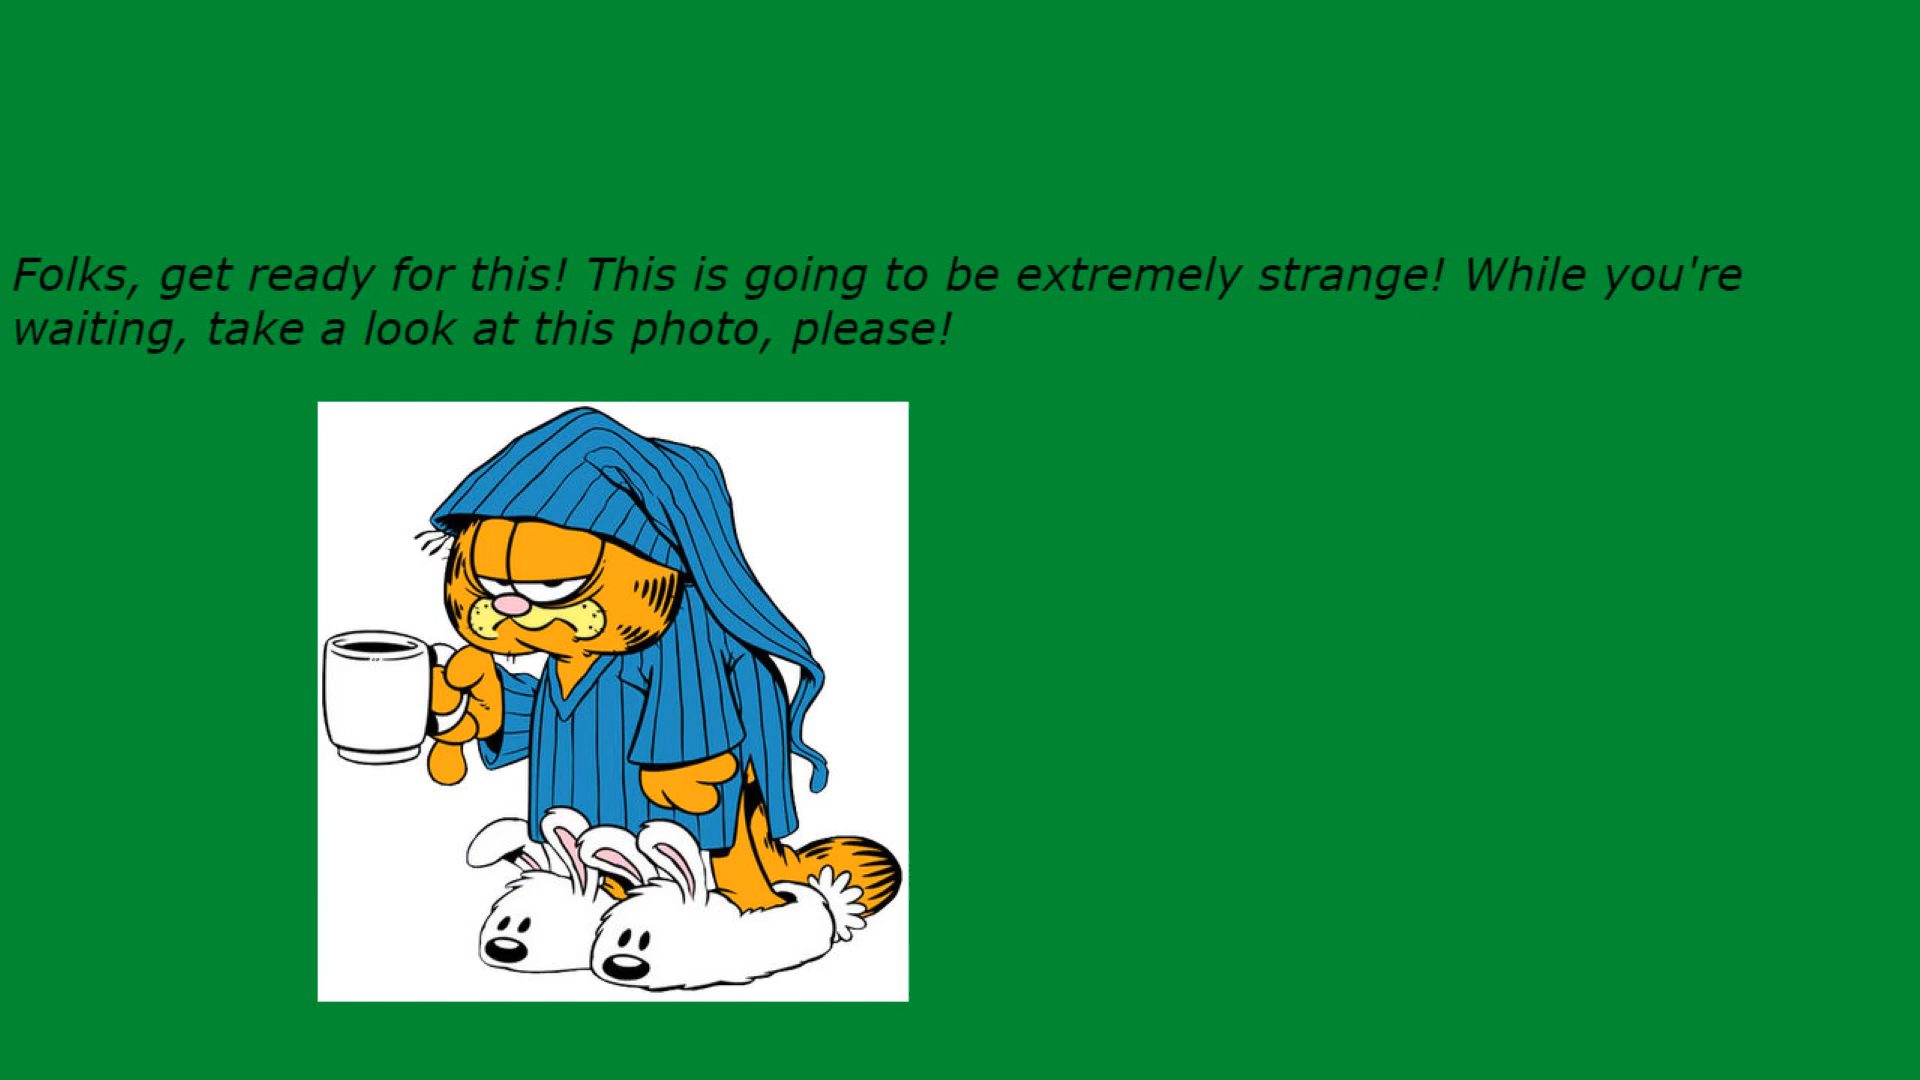 Folks, get ready for this! This is going to be extremely strange! While you're
waiting, take a look at this photo, please!